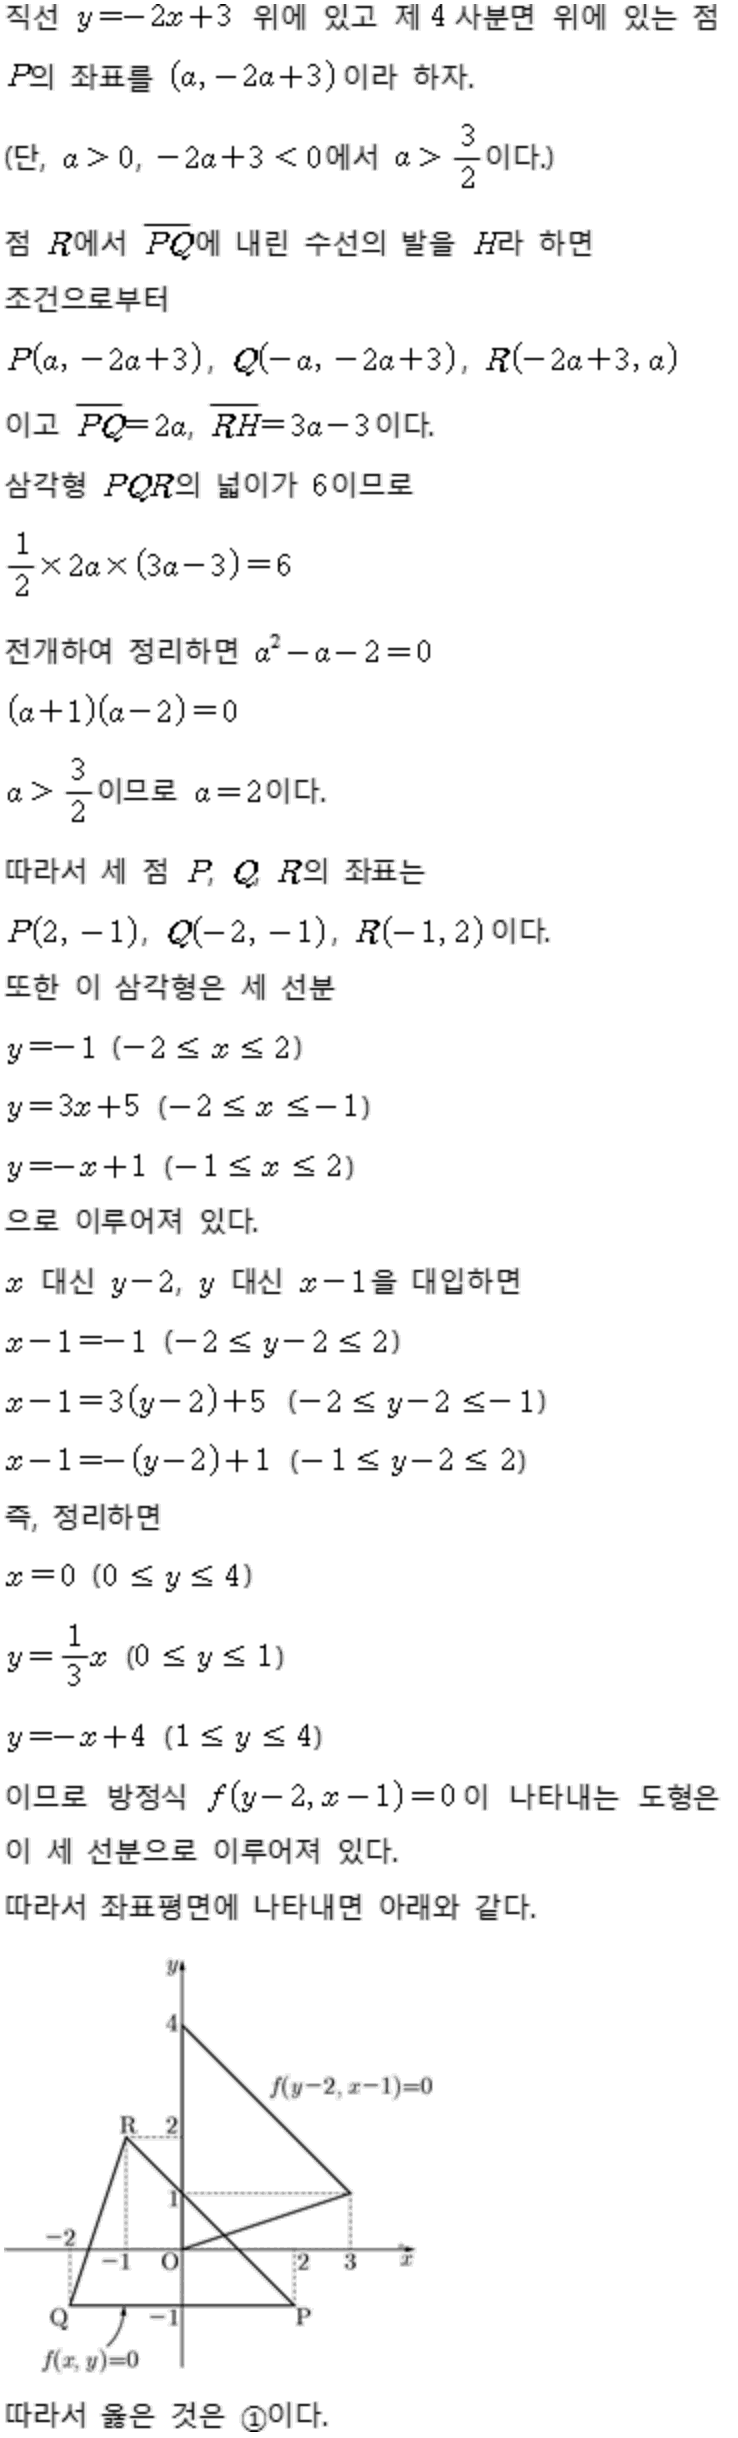 직선 y=-2x+3 위에 있고 제 4 사분면 위에 있는 점
P의 좌표를 (a, -2a+3)이라 하자.
(단, a>0, -2a+3<0에서 a>3/2이다.)
점 R에서 \overline{PQ}에 내린 수선의 발을 H라 하면
조건으로부터
P(a, -2a+3), Q(-a, -2a+3), R(-2a+3, a)
이고 \overline{PQ}=2a, \overline{RH}=3a-3이다.
삼각형 PQR의 넓이가 6이므로
1/2×2a×(3a-3)=6
전개하여 정리하면 a²-a-2=0
(a+1)(a-2)=0
a>3/2이므로 a=2이다.
따라서 세 점 P, Q, R의 좌표는
P(2, -1), Q(-2, -1), R(-1, 2)이다.
또한 이 삼각형은 세 선분
y=-1 (-2≤x≤2)
y=3x+5 (-2≤x≤-1)
y=-x+1 (-1≤x≤2)
으로 이루어져 있다.
x 대신 y-2, y 대신 x-1을 대입하면
x-1=-1 (-2≤y-2≤2)
x-1=3(y-2)+5 (-2≤y-2≤-1)
x-1=-(y-2)+1 (-1≤y-2≤2)
즉, 정리하면
x=0 (0≤y≤4)
y=1/3x (0≤y≤1)
y=-x+4 (1≤y≤4)
이므로 방정식 f(y-2, x-1)=0이 나타내는 도형은
이 세 선분으로 이루어져 있다.
따라서 좌표평면에 나타내면 아래와 같다.
y
4
f(y-2, x-1)=0
R 2
1
-2
-1 O 2 3 x
Q -1 P
f(x, y)=0
따라서 옳은 것은 ①이다.